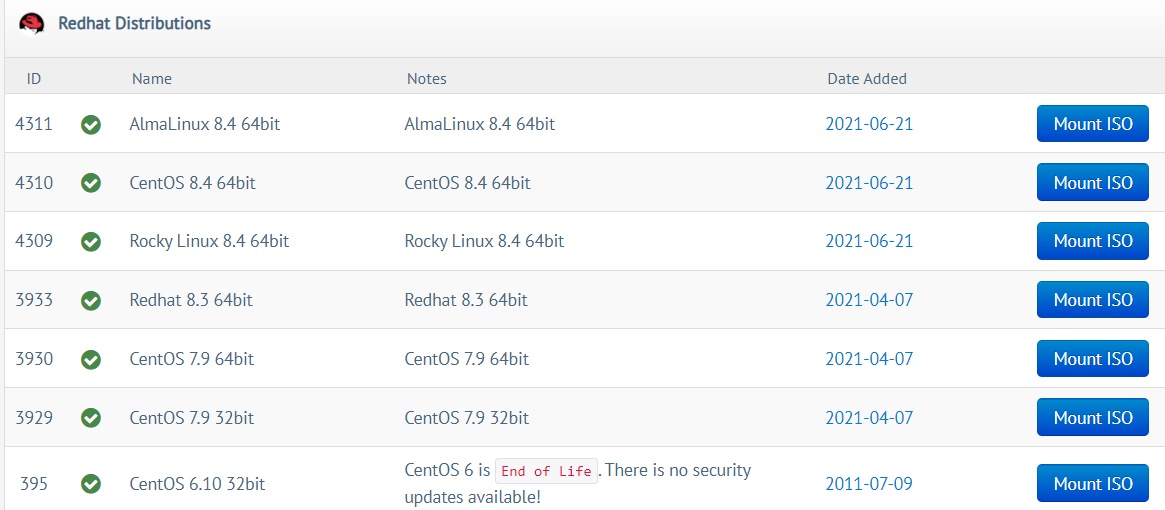 Redhat Distributions
ID Name Notes Date Added
4311 AlmaLinux 8.4 64bit AlmaLinux 8.4 64bit 2021-06-21 Mount ISO
4310 CentOS 8.4 64bit CentOS 8.4 64bit 2021-06-21 Mount ISO
4309 Rocky Linux 8.4 64bit Rocky Linux 8.4 64bit 2021-06-21 Mount ISO
3933 Redhat 8.3 64bit Redhat 8.3 64bit 2021-04-07 Mount ISO
3930 CentOS 7.9 64bit CentOS 7.9 64bit 2021-04-07 Mount ISO
3929 CentOS 7.9 32bit CentOS 7.9 32bit 2021-04-07 Mount ISO
395 CentOS 6.10 32bit CentOS 6 is End of Life. There is no security
updates available! 2011-07-09 Mount ISO